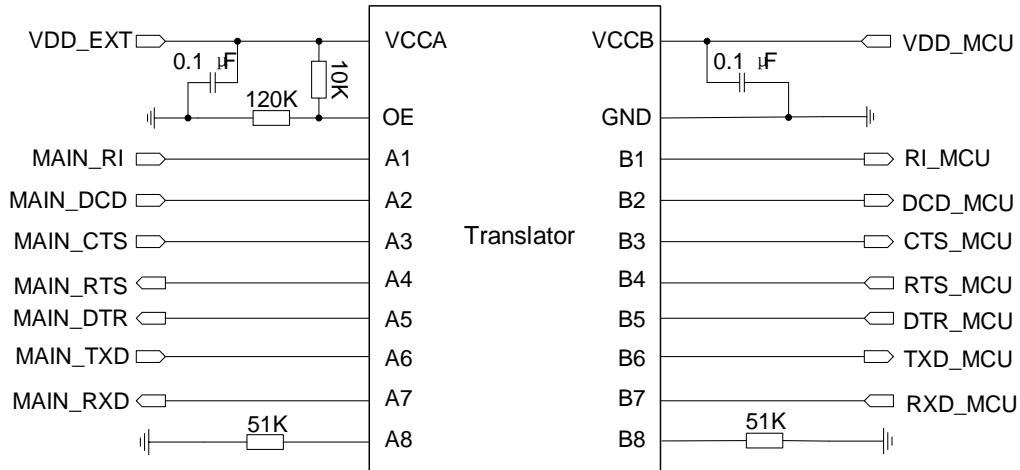 VDD_EXT VCCA VCCB VDD_MCU
0.1 μF 10K 0.1 μF
120K OE GND
MAIN_RI A1 B1 RI_MCU
MAIN_DCD A2 B2 DCD_MCU
MAIN_CTS A3 Translator B3 CTS_MCU
MAIN_RTS A4 B4 RTS_MCU
MAIN_DTR A5 B5 DTR_MCU
MAIN_TXD A6 B6 TXD_MCU
MAIN_RXD A7 B7 RXD_MCU
51K A8 B8 51K